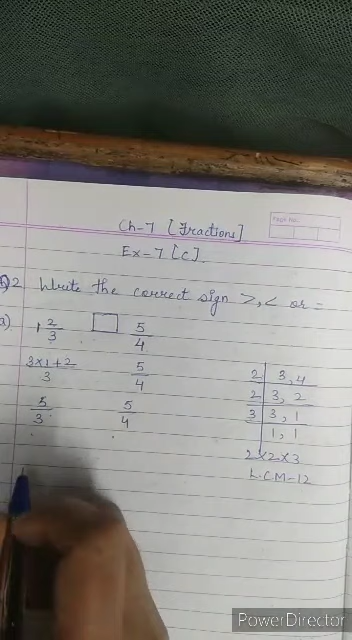 Page No.
Ch-7 [Fractions]
Ex-7 [C].
Q2 Write the correct sign >, < or =
a) 1 2/3 □ 5/4
3×1+2/3 5/4
5/3 5/4
2 | 3, 4
2 | 3, 2
3 | 3, 1
1, 1
2×2×3
L.C.M-12
PowerDirector